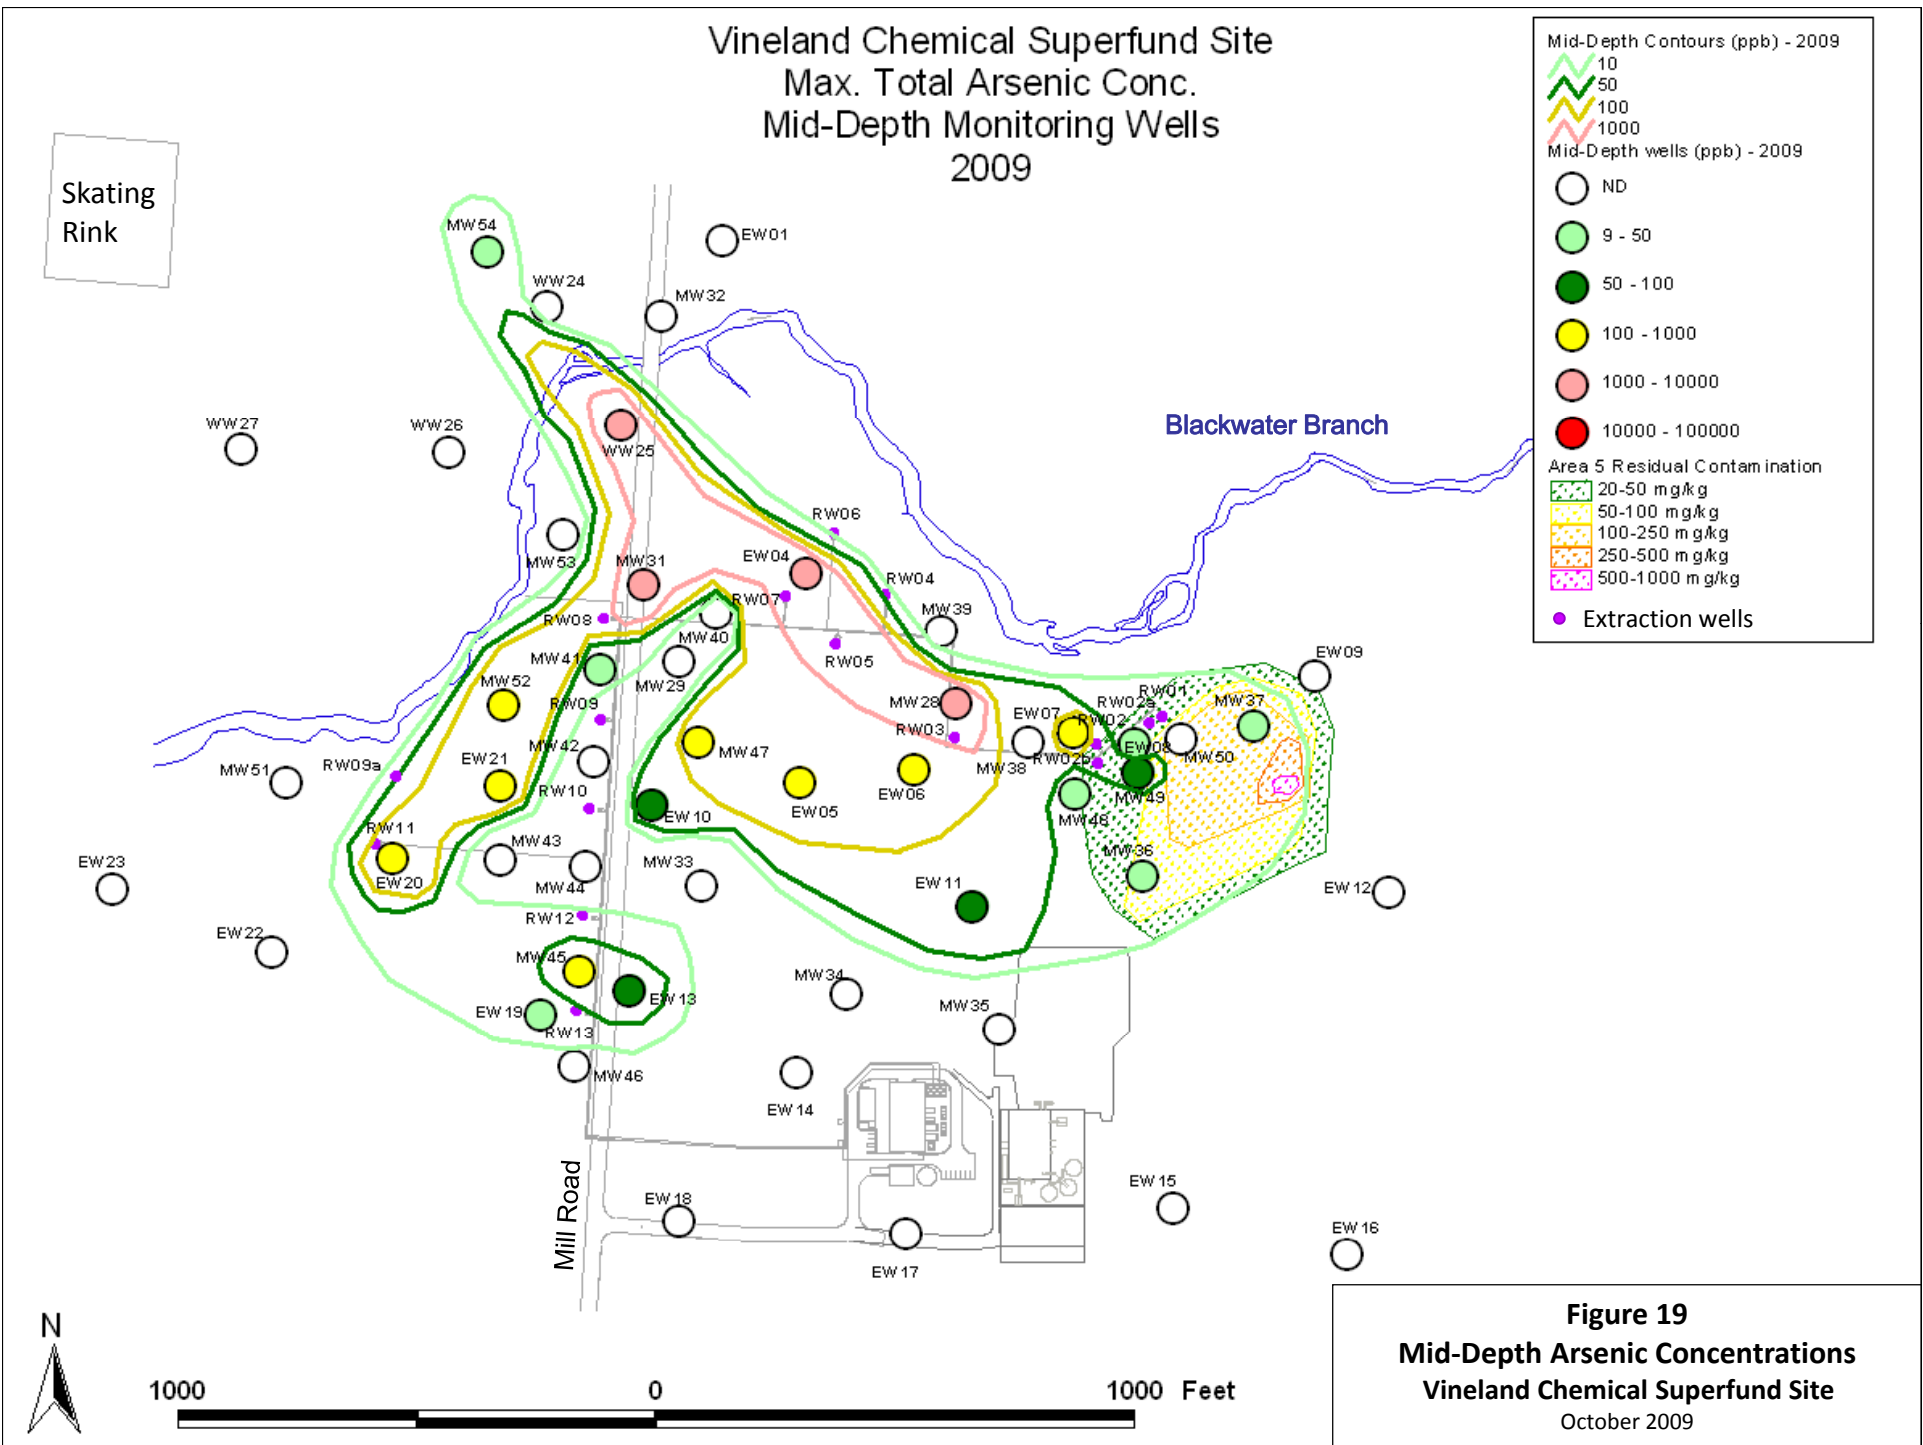 Vineland Chemical Superfund Site
Max. Total Arsenic Conc.
Mid-Depth Monitoring Wells
2009
Mid-Depth Contours (ppb) - 2009
10
50
100
1000
Mid-Depth wells (ppb) - 2009
ND
9 - 50
50 - 100
100 - 1000
1000 - 10000
10000 - 100000
Area 5 Residual Contamination
20-50 mg/kg
50-100 mg/kg
100-250 mg/kg
250-500 mg/kg
500-1000 mg/kg
Extraction wells
Skating
Rink
MW54
EW01
WW24
MW32
WW27
WW26
WW25
Blackwater Branch
RW06
MW53
MW31
EW04
RW04
RW07
RW08
MW40
MW39
RW05
MW41
MW29
EW09
MW52
RW09
MW28
RW03
EW07
RW02a
RW01
MW37
RW02
MW42
MW47
EW08
MW50
MW51
RW09a
EW21
MW38
RW02b
RW10
EW05
EW06
MW49
EW10
MW48
RW11
MW43
MW33
MW36
EW23
EW20
MW44
EW11
EW12
RW12
EW22
MW45
MW34
EW13
MW35
EW19
RW13
MW46
EW14
Mill Road
EW18
EW15
EW17
EW16
N
1000
0
1000 Feet
Figure 19
Mid-Depth Arsenic Concentrations
Vineland Chemical Superfund Site
October 2009